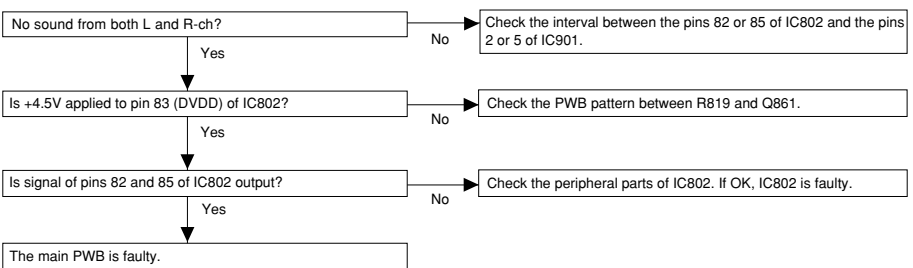 No sound from both L and R-ch?
No
Check the interval between the pins 82 or 85 of IC802 and the pins
2 or 5 of IC901.
Yes
Is +4.5V applied to pin 83 (DVDD) of IC802?
No
Check the PWB pattern between R819 and Q861.
Yes
Is signal of pins 82 and 85 of IC802 output?
No
Check the peripheral parts of IC802. If OK, IC802 is faulty.
Yes
The main PWB is faulty.